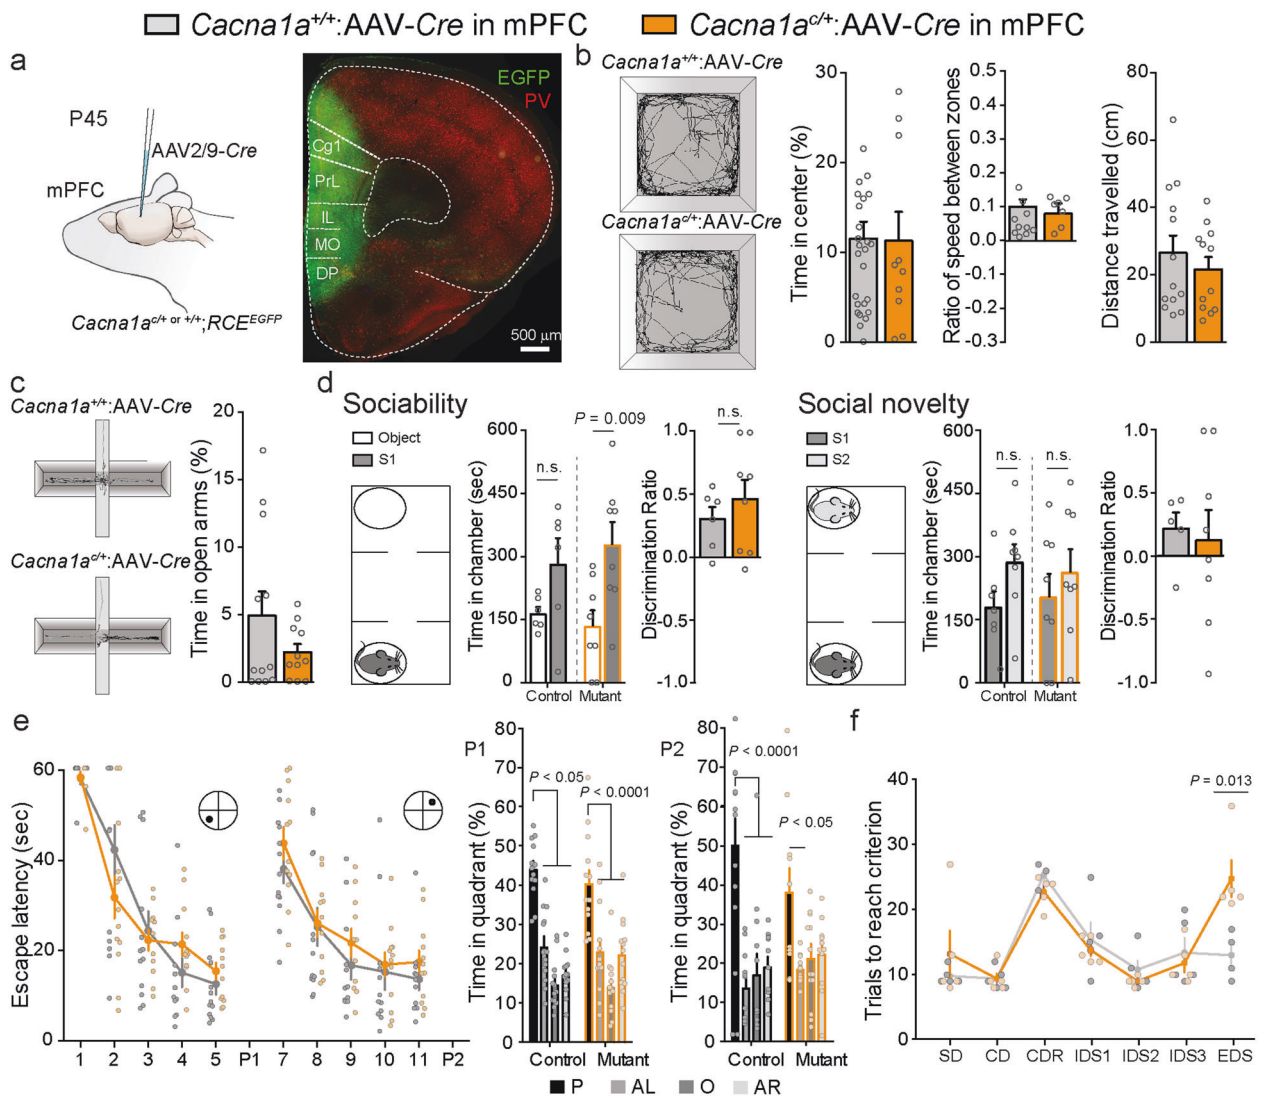 Cacna1a+/+:AAV-Cre in mPFC
Cacna1ac/+:AAV-Cre in mPFC
a
P45
AAV2/9-Cre
mPFC
Cacna1ac/+ or +/+;RCEEGFP
EGFP
PV
Cg1
PrL
IL
MO
DP
500 µm
b
Cacna1a+/+:AAV-Cre
Cacna1ac/+:AAV-Cre
Time in center (%)
30
20
10
0
Ratio of speed between zones
0.5
0.4
0.3
0.2
0.1
0.0
-0.1
-0.2
-0.3
Distance travelled (cm)
80
60
40
20
0
c
Cacna1a+/+:AAV-Cre
Cacna1ac/+:AAV-Cre
Time in open arms (%)
20
15
10
5
0
d
Sociability
Object
S1
Time in chamber (sec)
600
450
300
150
0
n.s.
P = 0.009
Control
Mutant
Discrimination Ratio
1.0
0.5
0.0
-0.5
-1.0
n.s.
Social novelty
S1
S2
Time in chamber (sec)
600
450
300
150
0
n.s.
n.s.
Control
Mutant
Discrimination Ratio
1.0
0.5
0.0
-0.5
-1.0
e
Escape latency (sec)
60
40
20
0
1 2 3 4 5 P1 7 8 9 10 11 P2
P1
Time in quadrant (%)
80
70
60
50
40
30
20
10
0
P < 0.05
P < 0.0001
Control
Mutant
P2
Time in quadrant (%)
80
70
60
50
40
30
20
10
0
P < 0.0001
P < 0.05
Control
Mutant
P AL O AR
f
Trials to reach criterion
40
30
20
10
0
P = 0.013
SD CD CDR IDS1 IDS2 IDS3 EDS